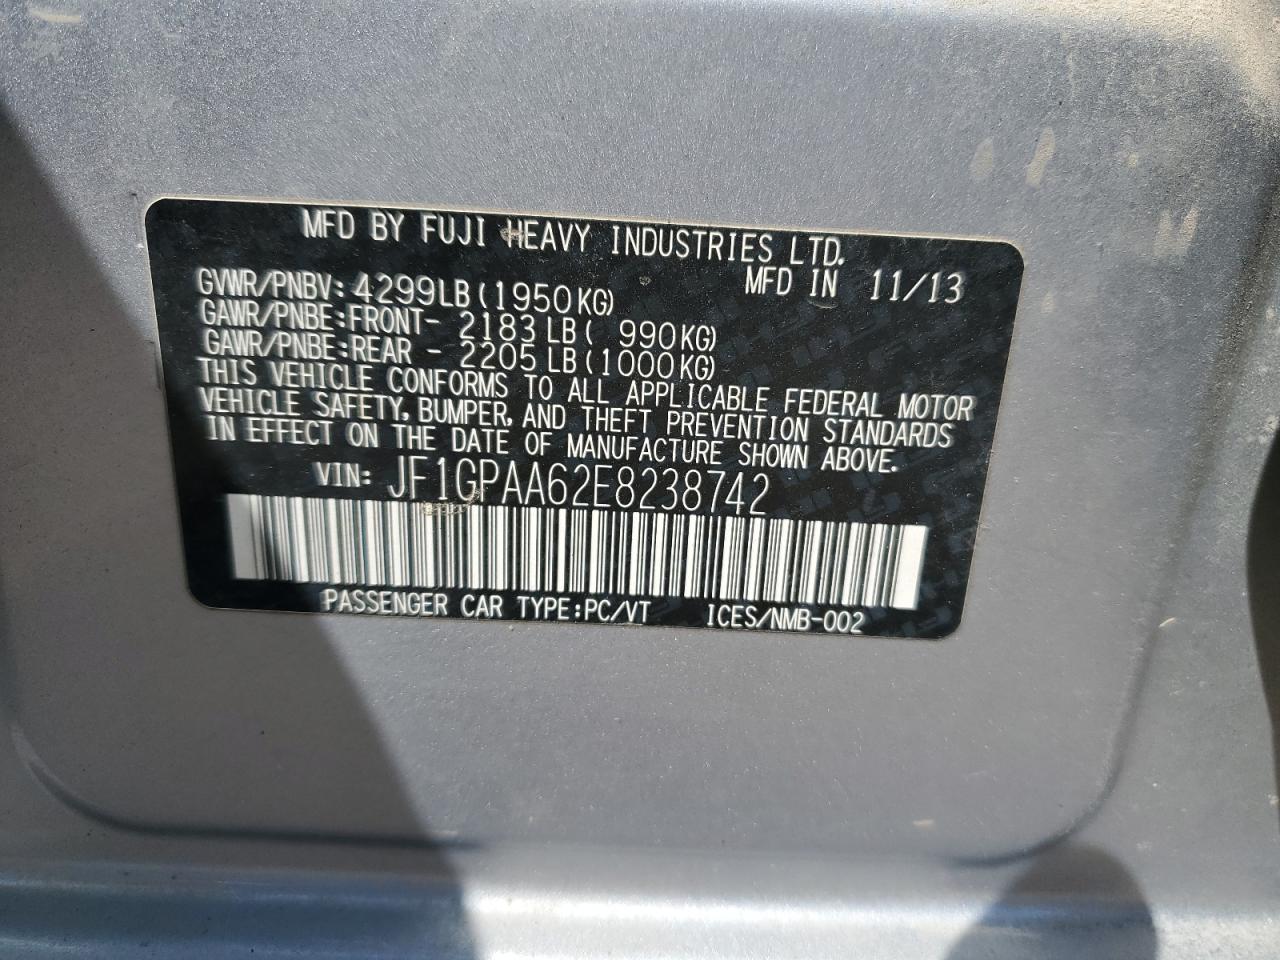 MFD BY FUJI HEAVY INDUSTRIES LTD.
MFD IN 11/13
GVWR/PNBV: 4299LB(1950KG)
GAWR/PNBE:FRONT- 2183LB( 990KG)
GAWR/PNBE:REAR - 2205LB(1000KG)
THIS VEHICLE CONFORMS TO ALL APPLICABLE FEDERAL MOTOR
VEHICLE SAFETY, BUMPER, AND THEFT PREVENTION STANDARDS
IN EFFECT ON THE DATE OF MANUFACTURE SHOWN ABOVE.
VIN: JF1GPAA62E8238742
PASSENGER CAR TYPE:PC/VT ICES/NMB-002